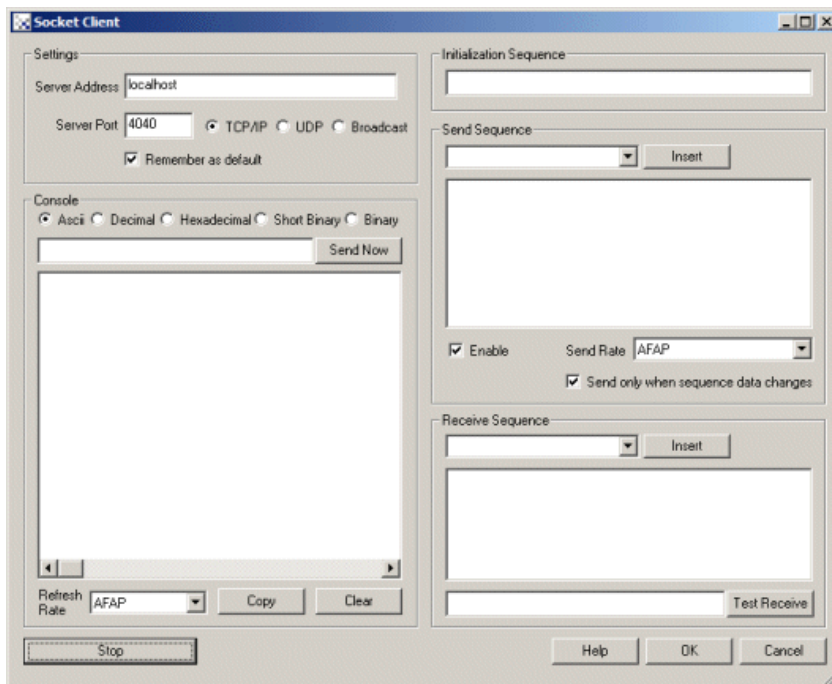 Socket Client
Settings
Server Address localhost
Server Port 4040 TCP/IP UDP Broadcast
Remember as default
Console
Ascii Decimal Hexadecimal Short Binary Binary
Send Now
Refresh Rate AFAP Copy Clear
Stop
Initialization Sequence
Send Sequence
Insert
Enable Send Rate AFAP
Send only when sequence data changes
Receive Sequence
Insert
Test Receive
Help OK Cancel